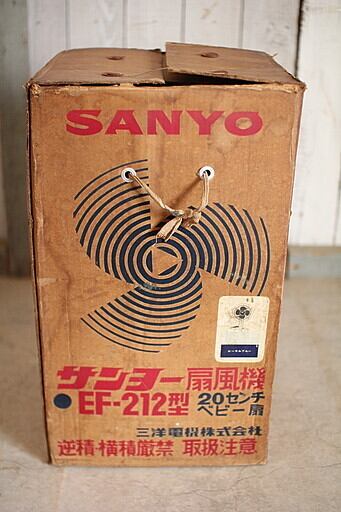 SANYO
サンヨー扇風機
EF-212型 20センチ
ベビー扇
三洋電機株式会社
逆積・横積厳禁 取扱注意